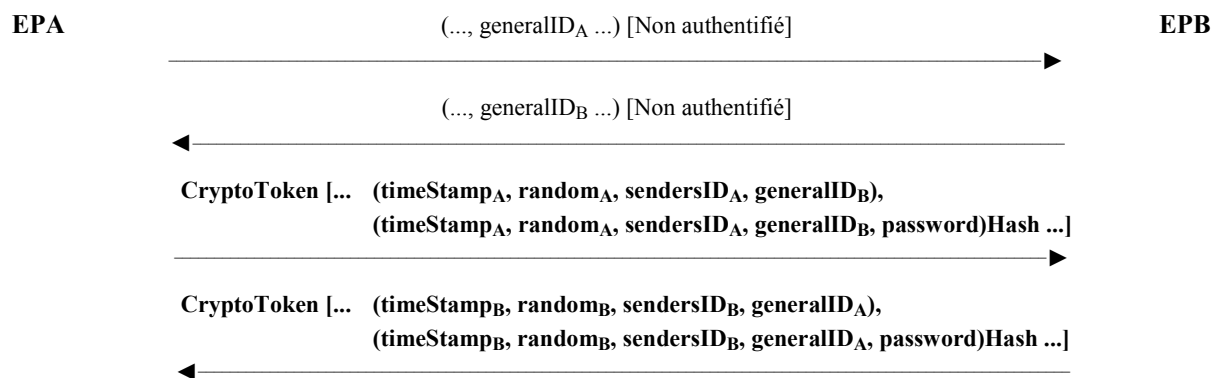 EPA (..., generalIDA ...) [Non authentifié] EPB
(..., generalIDB ...) [Non authentifié]
CryptoToken [... (timeStampA, randomA, sendersIDA, generalIDB),
(timeStampA, randomA, sendersIDA, generalIDB, password)Hash ...]
CryptoToken [... (timeStampB, randomB, sendersIDB, generalIDA),
(timeStampB, randomB, sendersIDB, generalIDA, password)Hash ...]